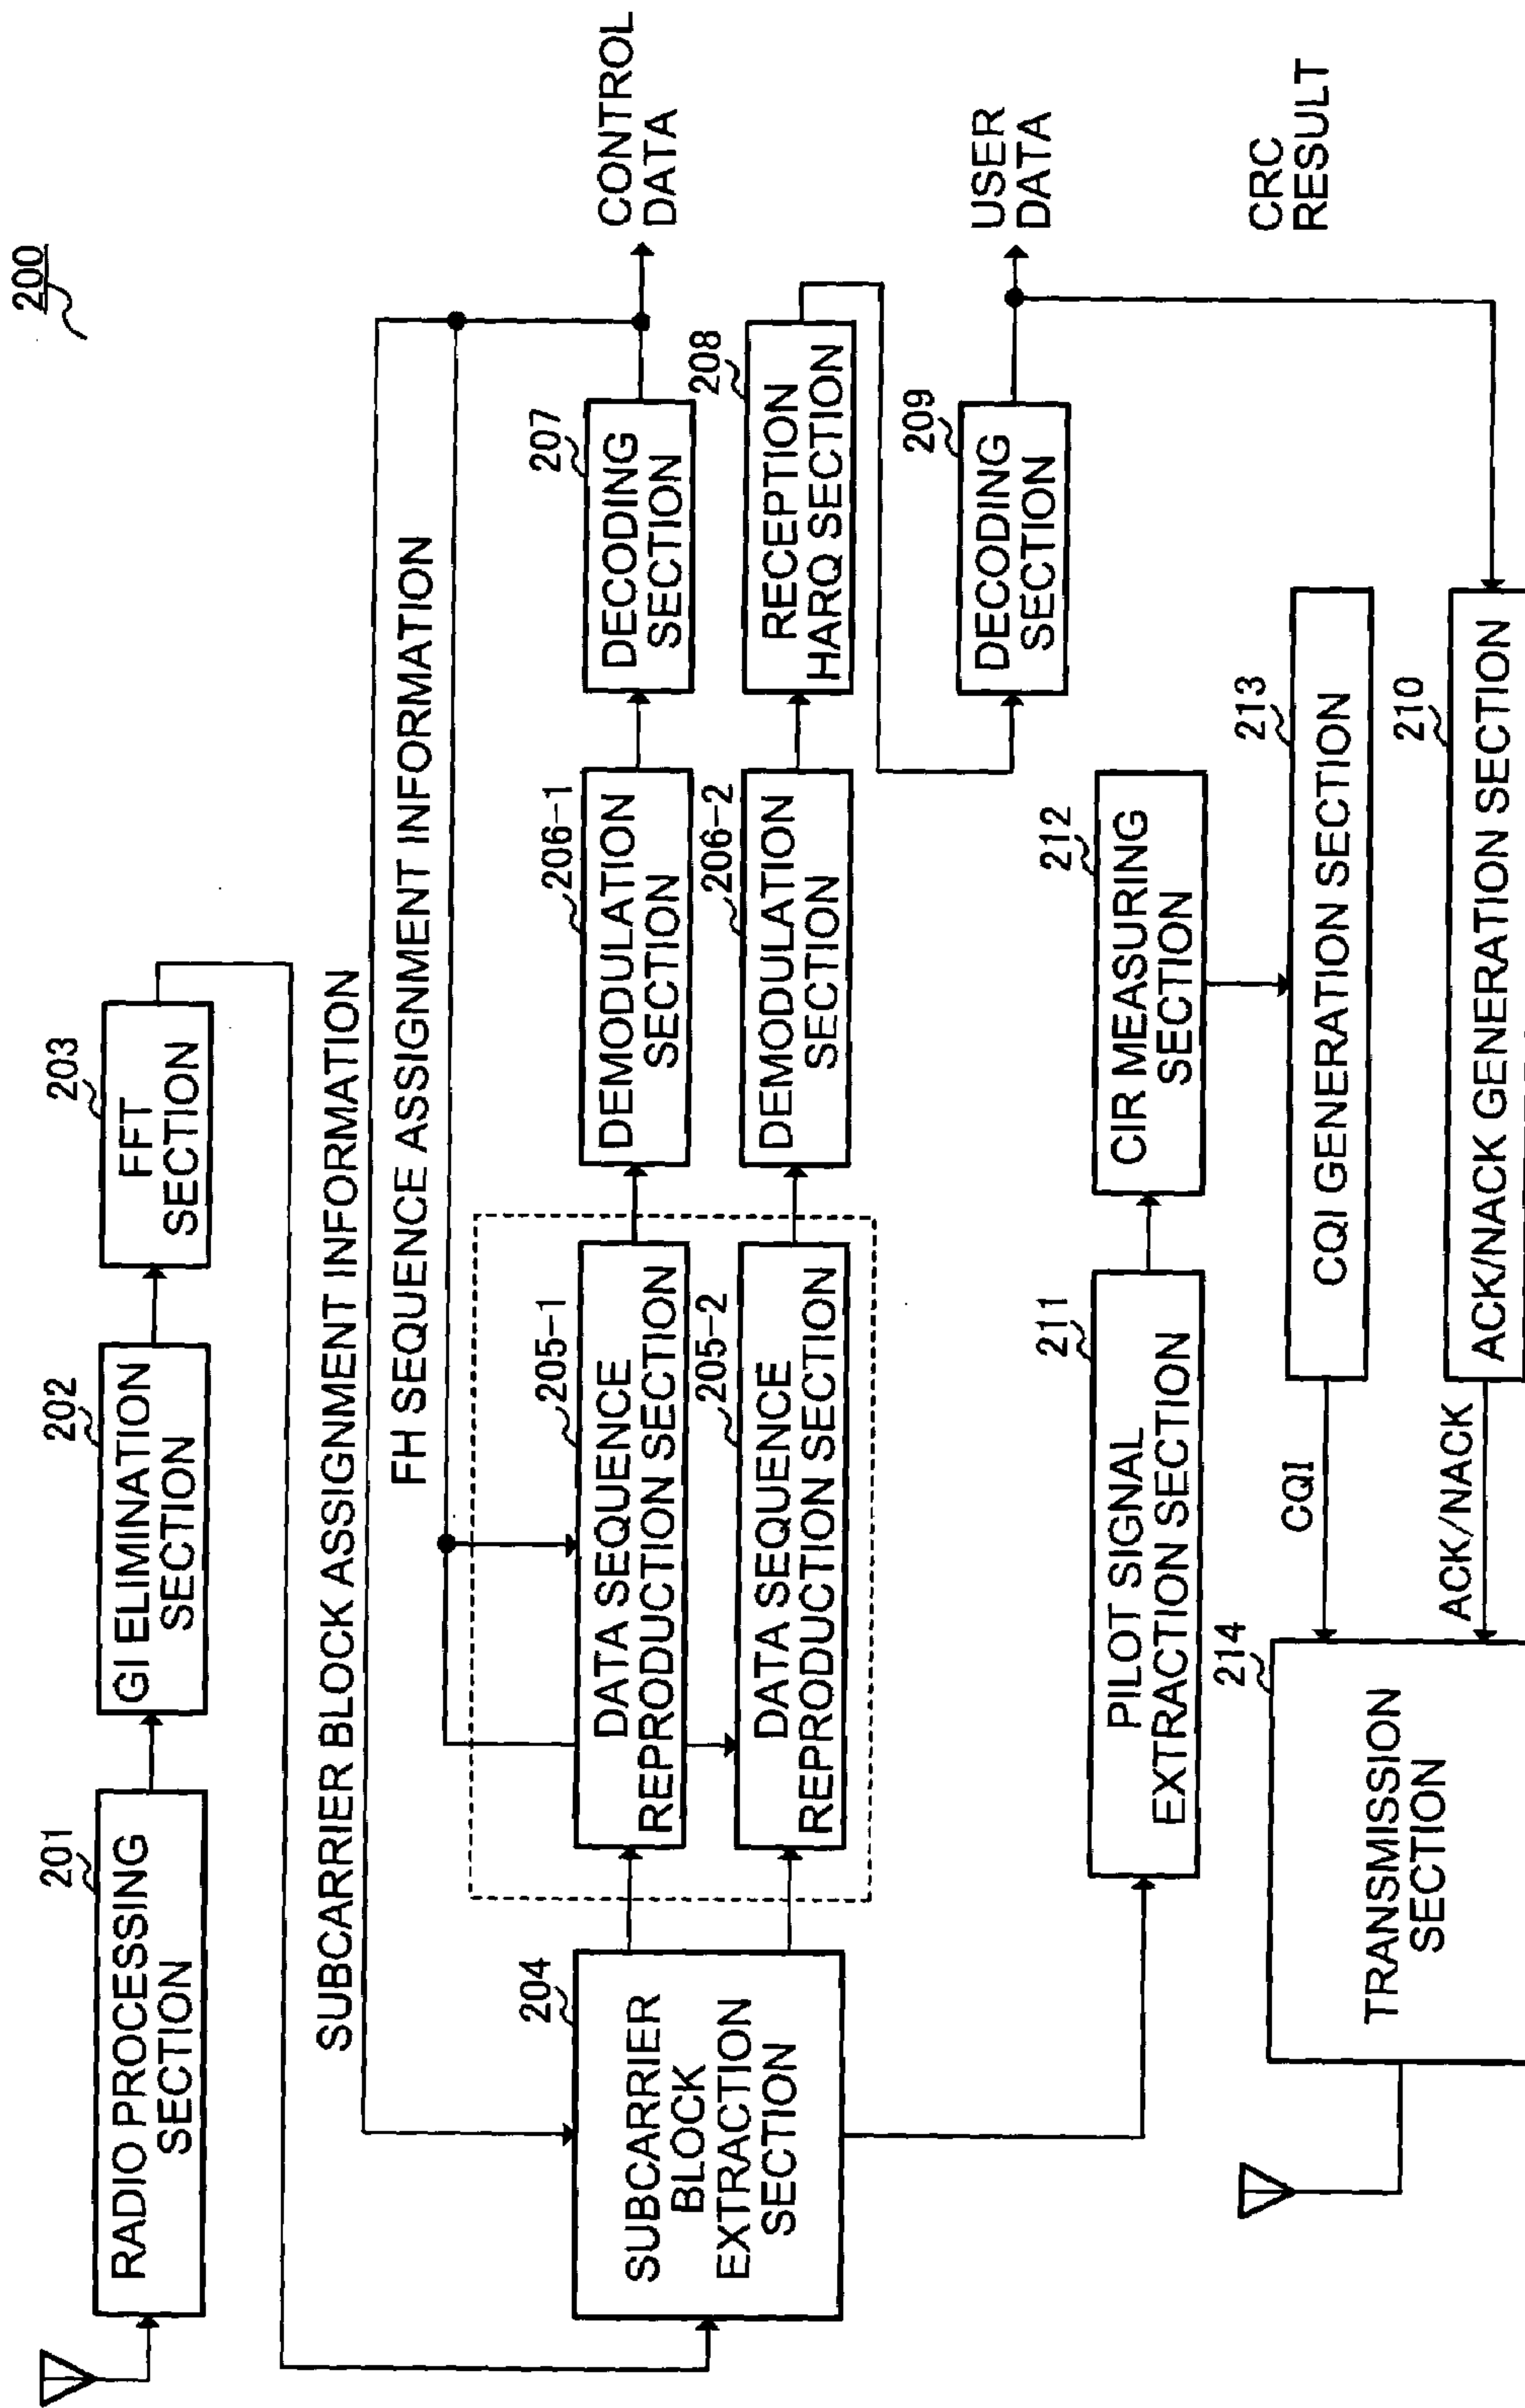 200
201
RADIO PROCESSING
SECTION
202
GI ELIMINATION
SECTION
203
FFT
SECTION
SUBCARRIER BLOCK ASSIGNMENT INFORMATION
FH SEQUENCE ASSIGNMENT INFORMATION
204
SUBCARRIER
BLOCK
EXTRACTION
SECTION
205-1
DATA SEQUENCE
REPRODUCTION SECTION
206-1
DEMODULATION
SECTION
207
DECODING
SECTION
CONTROL
DATA
205-2
DATA SEQUENCE
REPRODUCTION SECTION
206-2
DEMODULATION
SECTION
208
RECEPTION
HARQ SECTION
209
DECODING
SECTION
USER
DATA
211
PILOT SIGNAL
EXTRACTION SECTION
212
CIR MEASURING
SECTION
CRC
RESULT
214
TRANSMISSION
SECTION
CQI
213
CQI GENERATION SECTION
ACK/NACK
210
ACK/NACK GENERATION SECTION